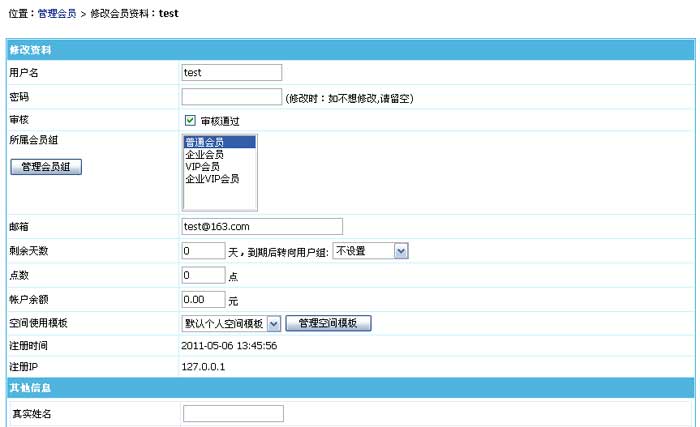 位置：管理会员 > 修改会员资料：test
修改资料
用户名 test
密码 (修改时：如不想修改,请留空)
审核 审核通过
所属会员组 普通会员
企业会员
管理会员组 VIP会员
企业VIP会员
邮箱 test@163.com
剩余天数 0 天，到期后转向用户组: 不设置
点数 0 点
帐户余额 0.00 元
空间使用模板 默认个人空间模板 管理空间模板
注册时间 2011-05-06 13:45:56
注册IP 127.0.0.1
其他信息
真实姓名